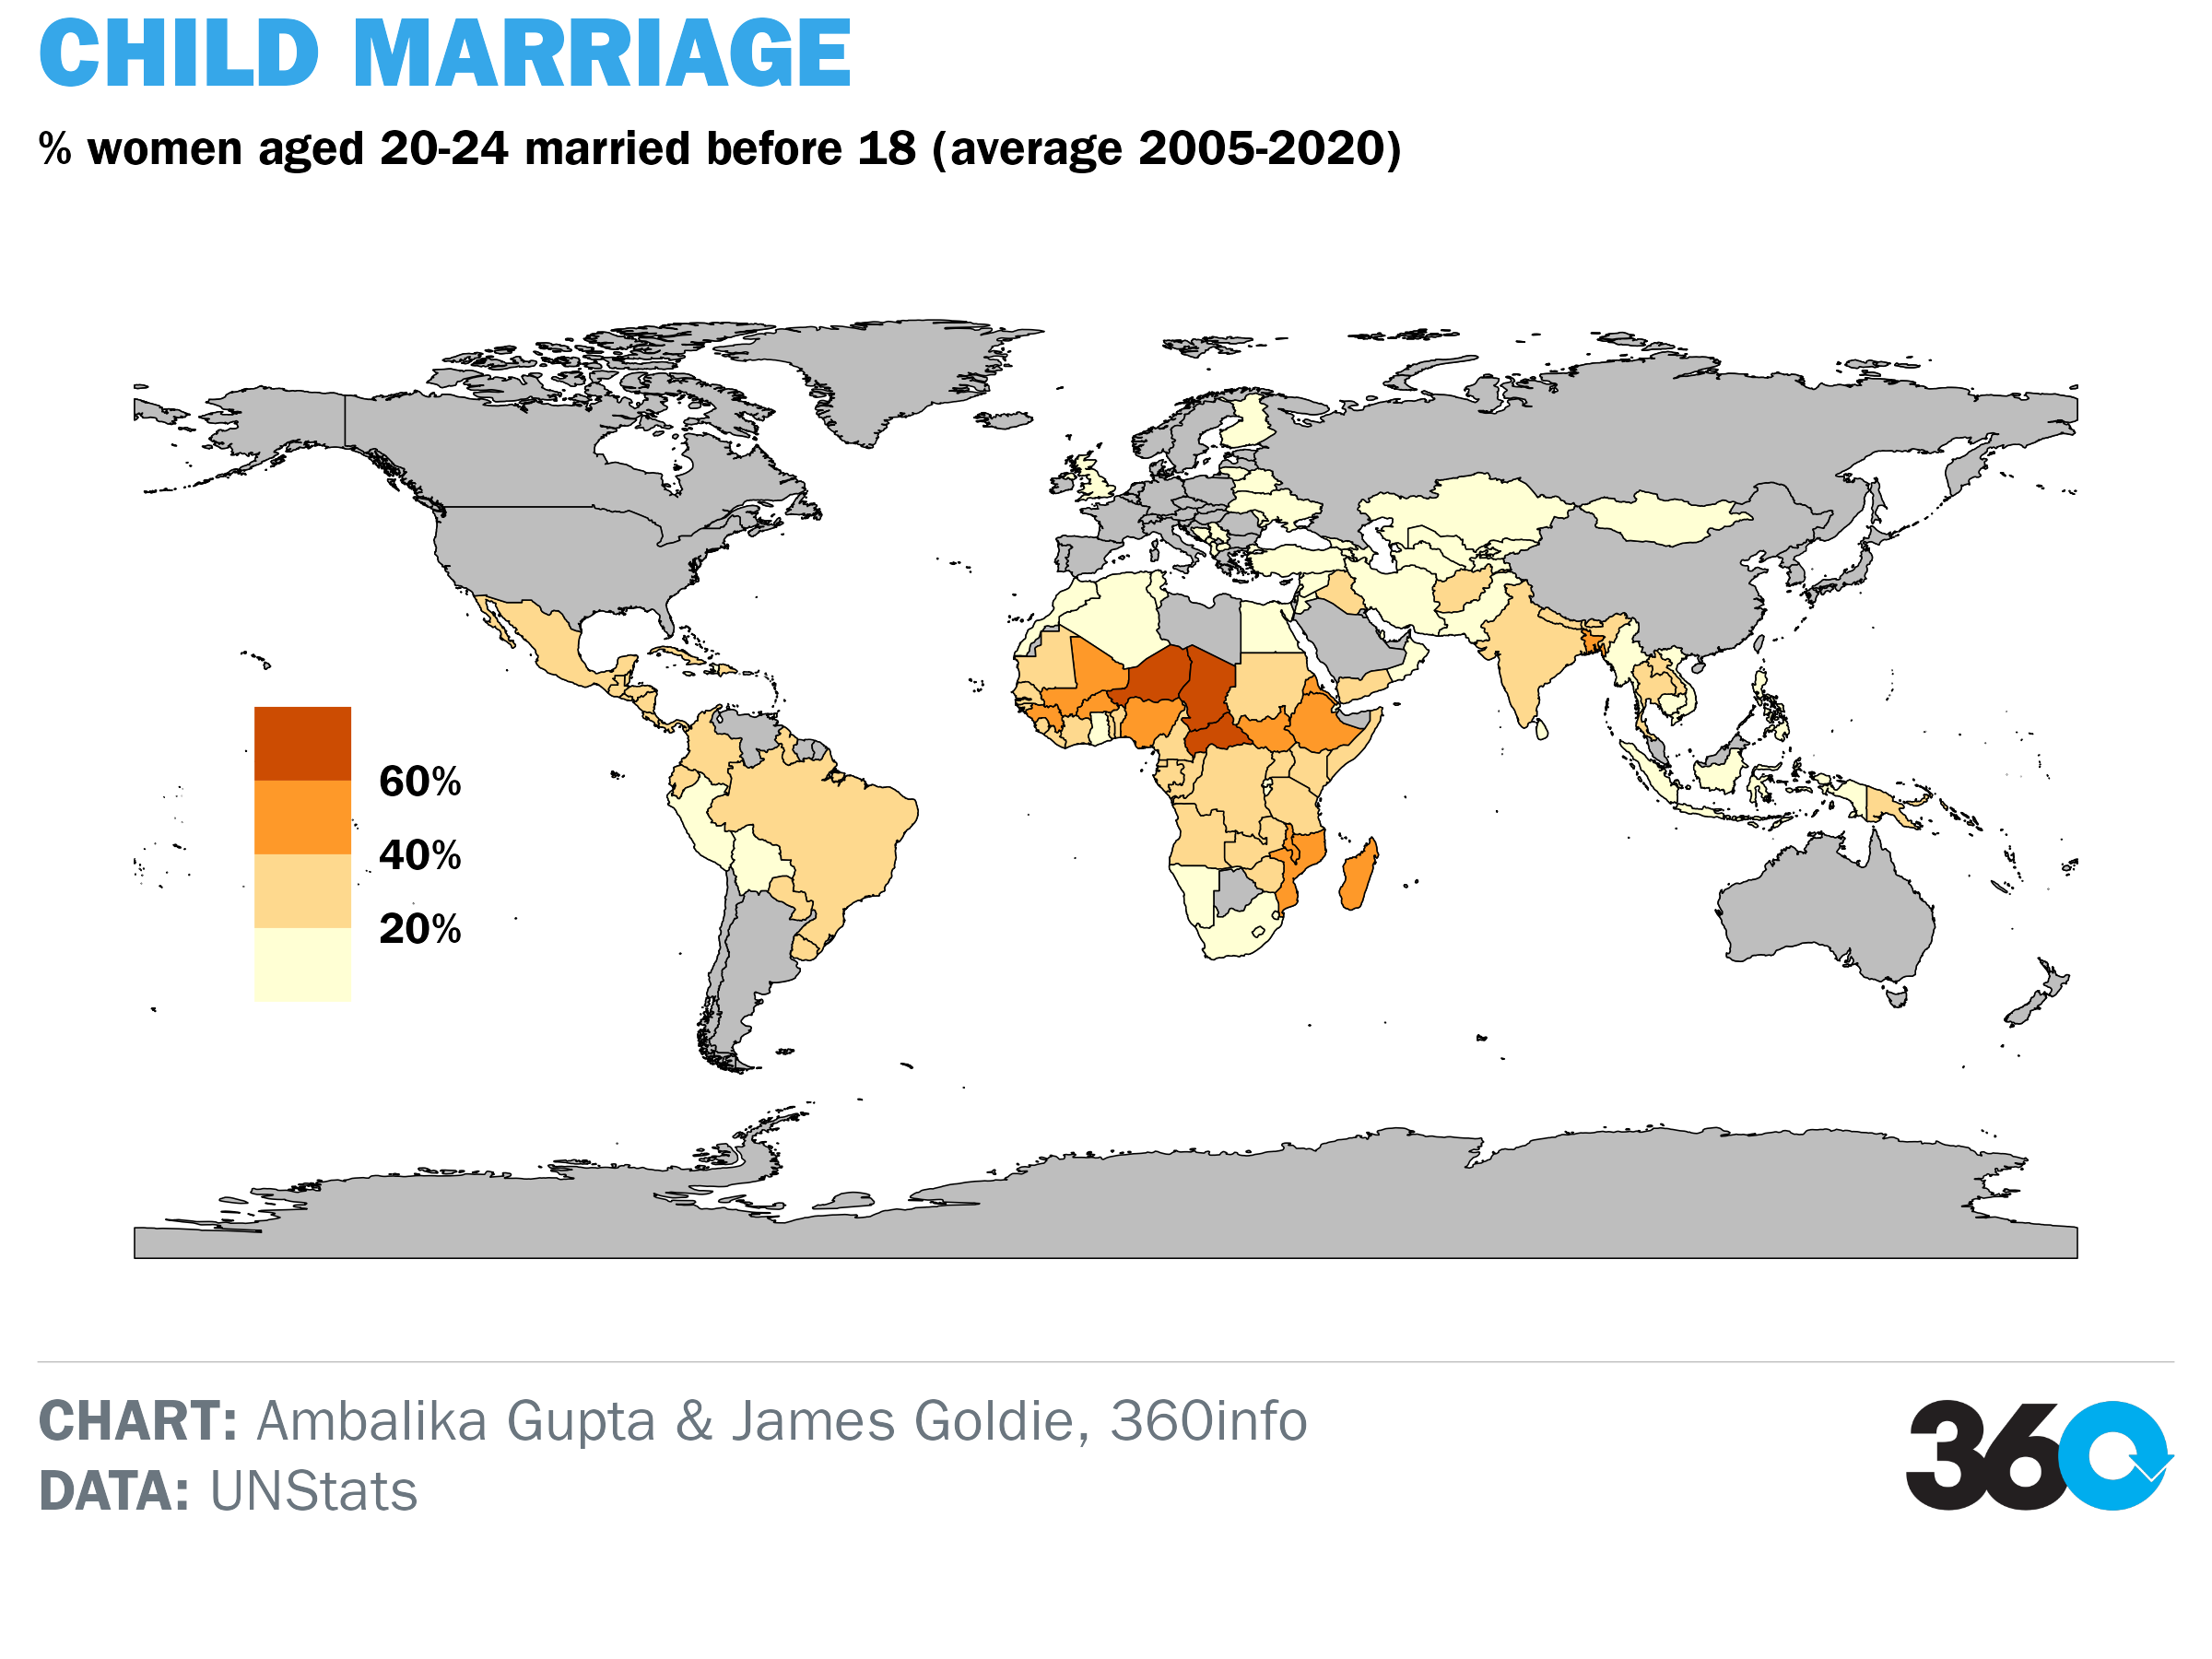 CHILD MARRIAGE
% women aged 20-24 married before 18 (average 2005-2020)
60%
40%
20%
CHART: Ambalika Gupta & James Goldie, 360info
DATA: UNStats
360